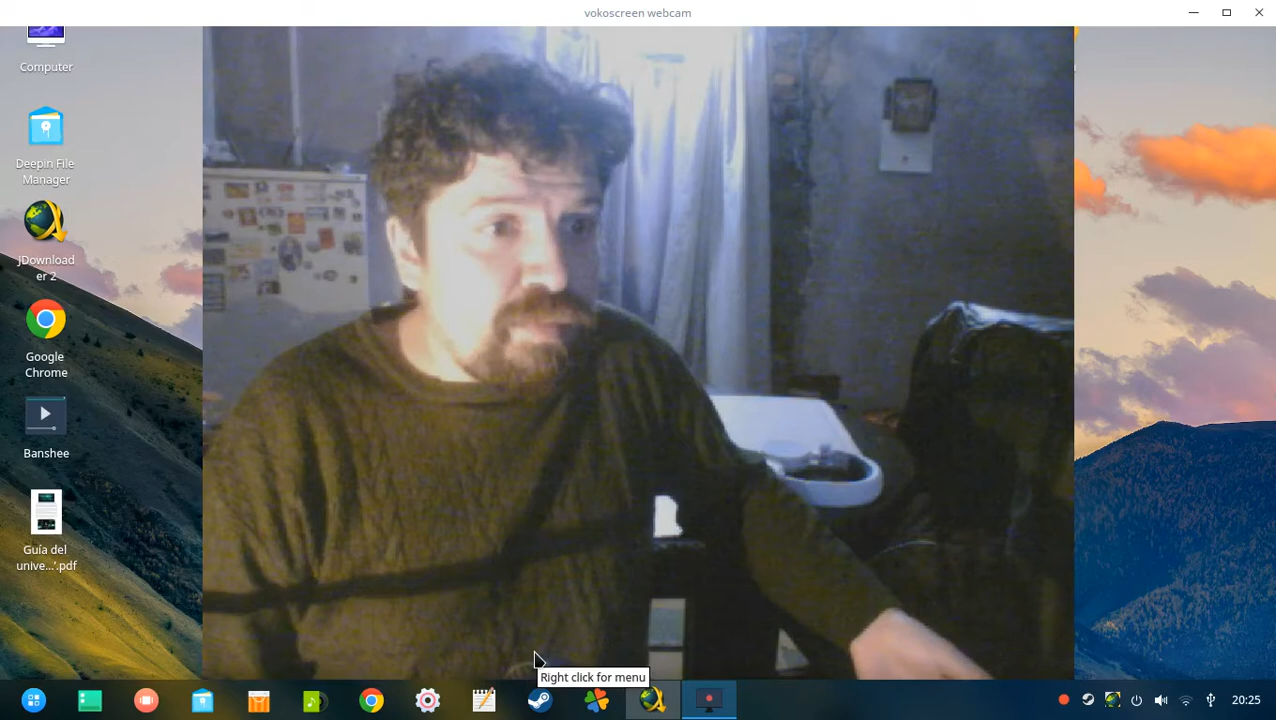 vokoscreen webcam
Computer
Deepin File
Manager
JDownload
er 2
Google
Chrome
Banshee
Guía del
unive...'.pdf
Right click for menu
20:25